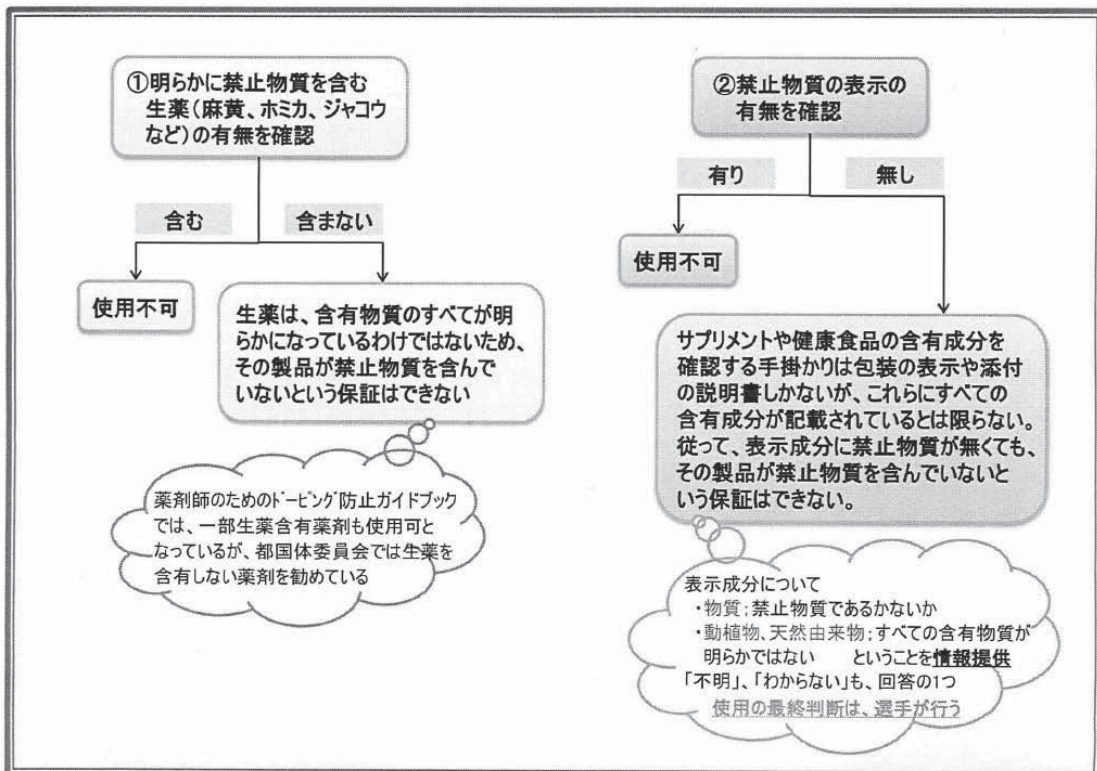 ①明らかに禁止物質を含む
生薬(麻黄、ホミカ、ジャコウ
など)の有無を確認
含む
含まない
使用不可
生薬は、含有物質のすべてが明
らかになっているわけではないため、
その製品が禁止物質を含んで
いないという保証はできない
薬剤師のためのドーピング防止ガイドブック
では、一部生薬含有薬剤も使用可と
なっているが、都国体委員会では生薬を
含有しない薬剤を勧めている
②禁止物質の表示の
有無を確認
有り
無し
使用不可
サプリメントや健康食品の含有成分を
確認する手掛かりは包装の表示や添付
の説明書しかないが、これらにすべての
含有成分が記載されているとは限らない。
従って、表示成分に禁止物質が無くても、
その製品が禁止物質を含んでいないと
いう保証はできない。
表示成分について
・物質;禁止物質であるかないか
・動植物、天然由来物;すべての含有物質が
明らかではない ということを情報提供
「不明」、「わからない」も、回答の1つ
使用の最終判断は、選手が行う